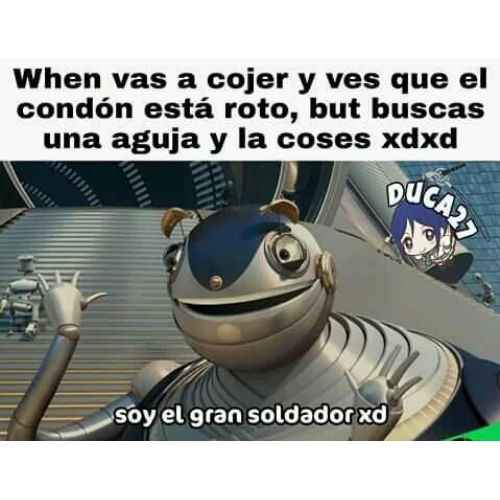 When vas a cojer y ves que el
condón está roto, but buscas
una aguja y la coses xdxd
DUCA27
soy el gran soldador xd